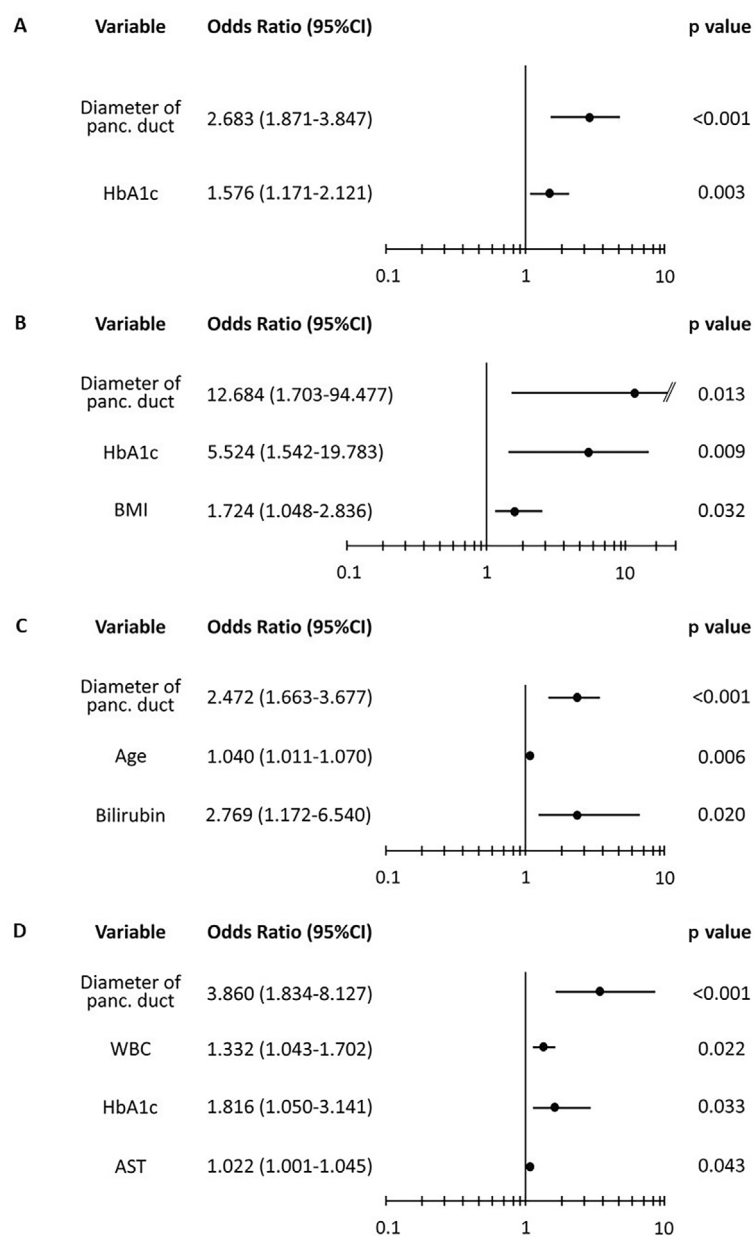 A Variable Odds Ratio (95%CI) p value
Diameter of
panc. duct 2.683 (1.871-3.847) <0.001
HbA1c 1.576 (1.171-2.121) 0.003
0.1 1 10
B Variable Odds Ratio (95%CI) p value
Diameter of
panc. duct 12.684 (1.703-94.477) 0.013
HbA1c 5.524 (1.542-19.783) 0.009
BMI 1.724 (1.048-2.836) 0.032
0.1 1 10
C Variable Odds Ratio (95%CI) p value
Diameter of
panc. duct 2.472 (1.663-3.677) <0.001
Age 1.040 (1.011-1.070) 0.006
Bilirubin 2.769 (1.172-6.540) 0.020
0.1 1 10
D Variable Odds Ratio (95%CI) p value
Diameter of
panc. duct 3.860 (1.834-8.127) <0.001
WBC 1.332 (1.043-1.702) 0.022
HbA1c 1.816 (1.050-3.141) 0.033
AST 1.022 (1.001-1.045) 0.043
0.1 1 10